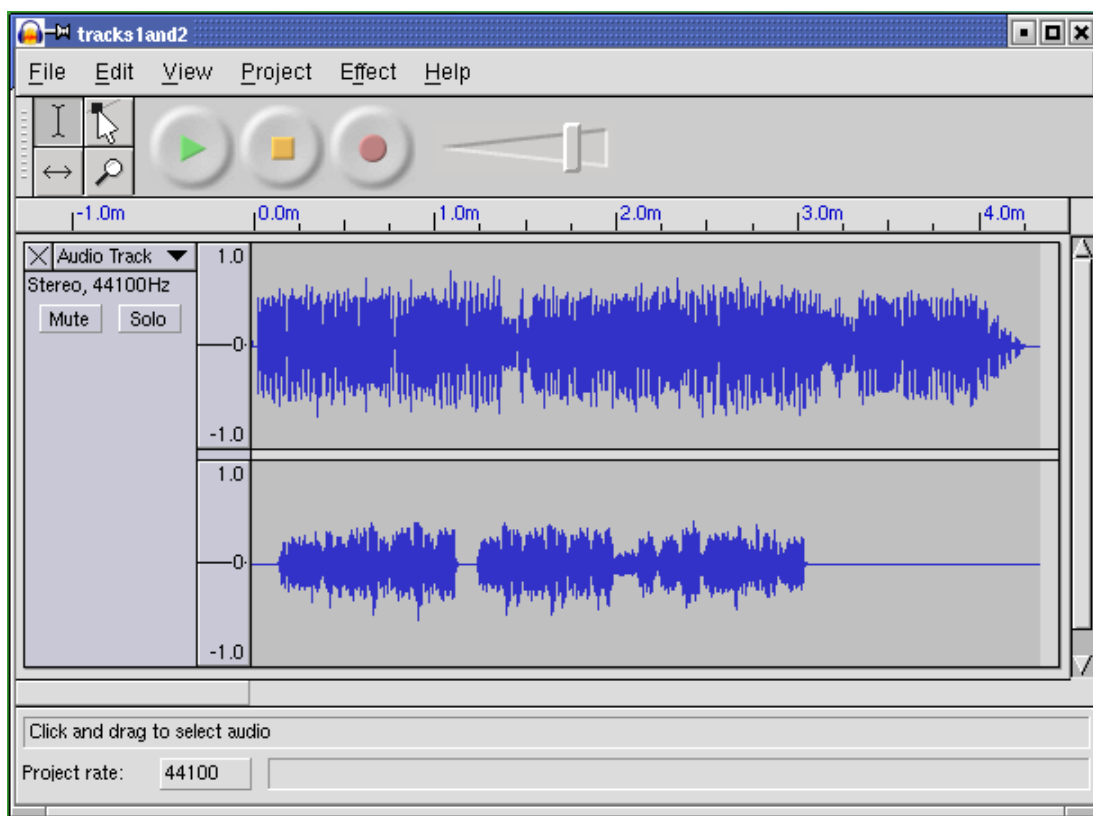 tracks1and2
File Edit View Project Effect Help
-1.0m 0.0m 1.0m 2.0m 3.0m 4.0m
Audio Track
Stereo, 44100Hz
Mute Solo
1.0
0
-1.0
1.0
0
-1.0
Click and drag to select audio
Project rate: 44100